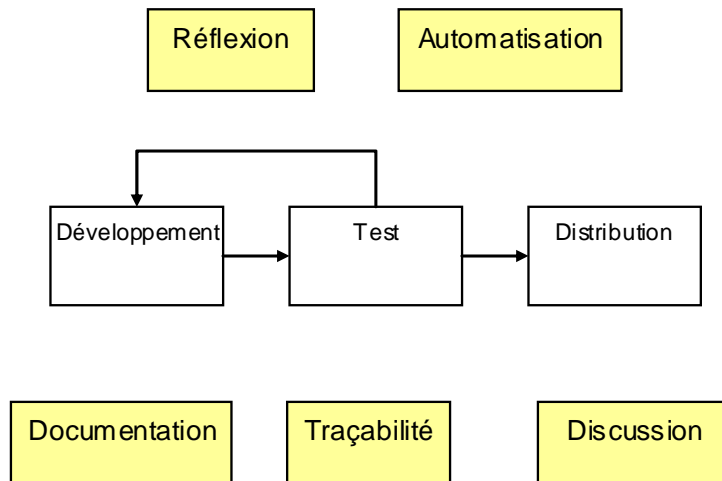 Réflexion
Automatisation
Développement
Test
Distribution
Documentation
Traçabilité
Discussion